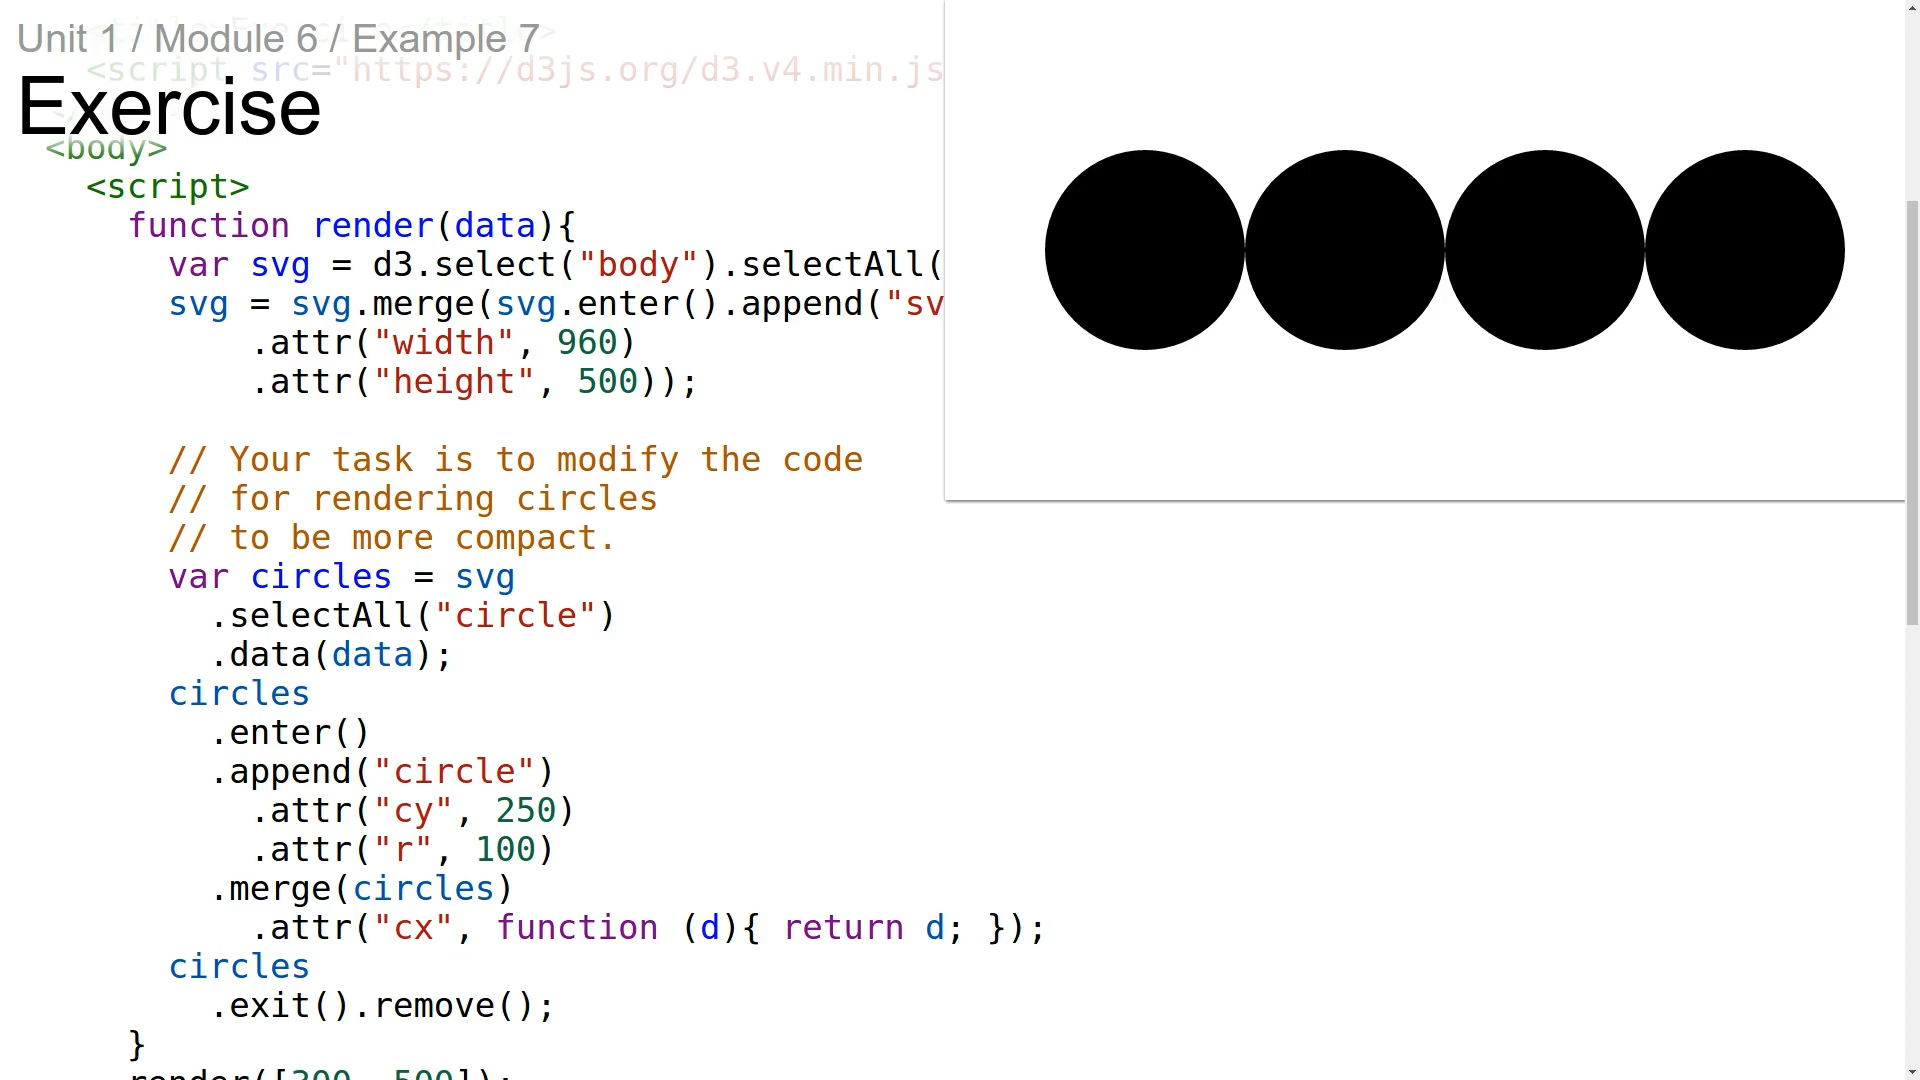 Unit 1 / Module 6 / Example 7
<script src="https://d3js.org/d3.v4.min.js
Exercise
<body>
<script>
function render(data){
var svg = d3.select("body").selectAll(
svg = svg.merge(svg.enter().append("sv
.attr("width", 960)
.attr("height", 500));
// Your task is to modify the code
// for rendering circles
// to be more compact.
var circles = svg
.selectAll("circle")
.data(data);
circles
.enter()
.append("circle")
.attr("cy", 250)
.attr("r", 100)
.merge(circles)
.attr("cx", function (d){ return d; });
circles
.exit().remove();
}
render([300, 500]);